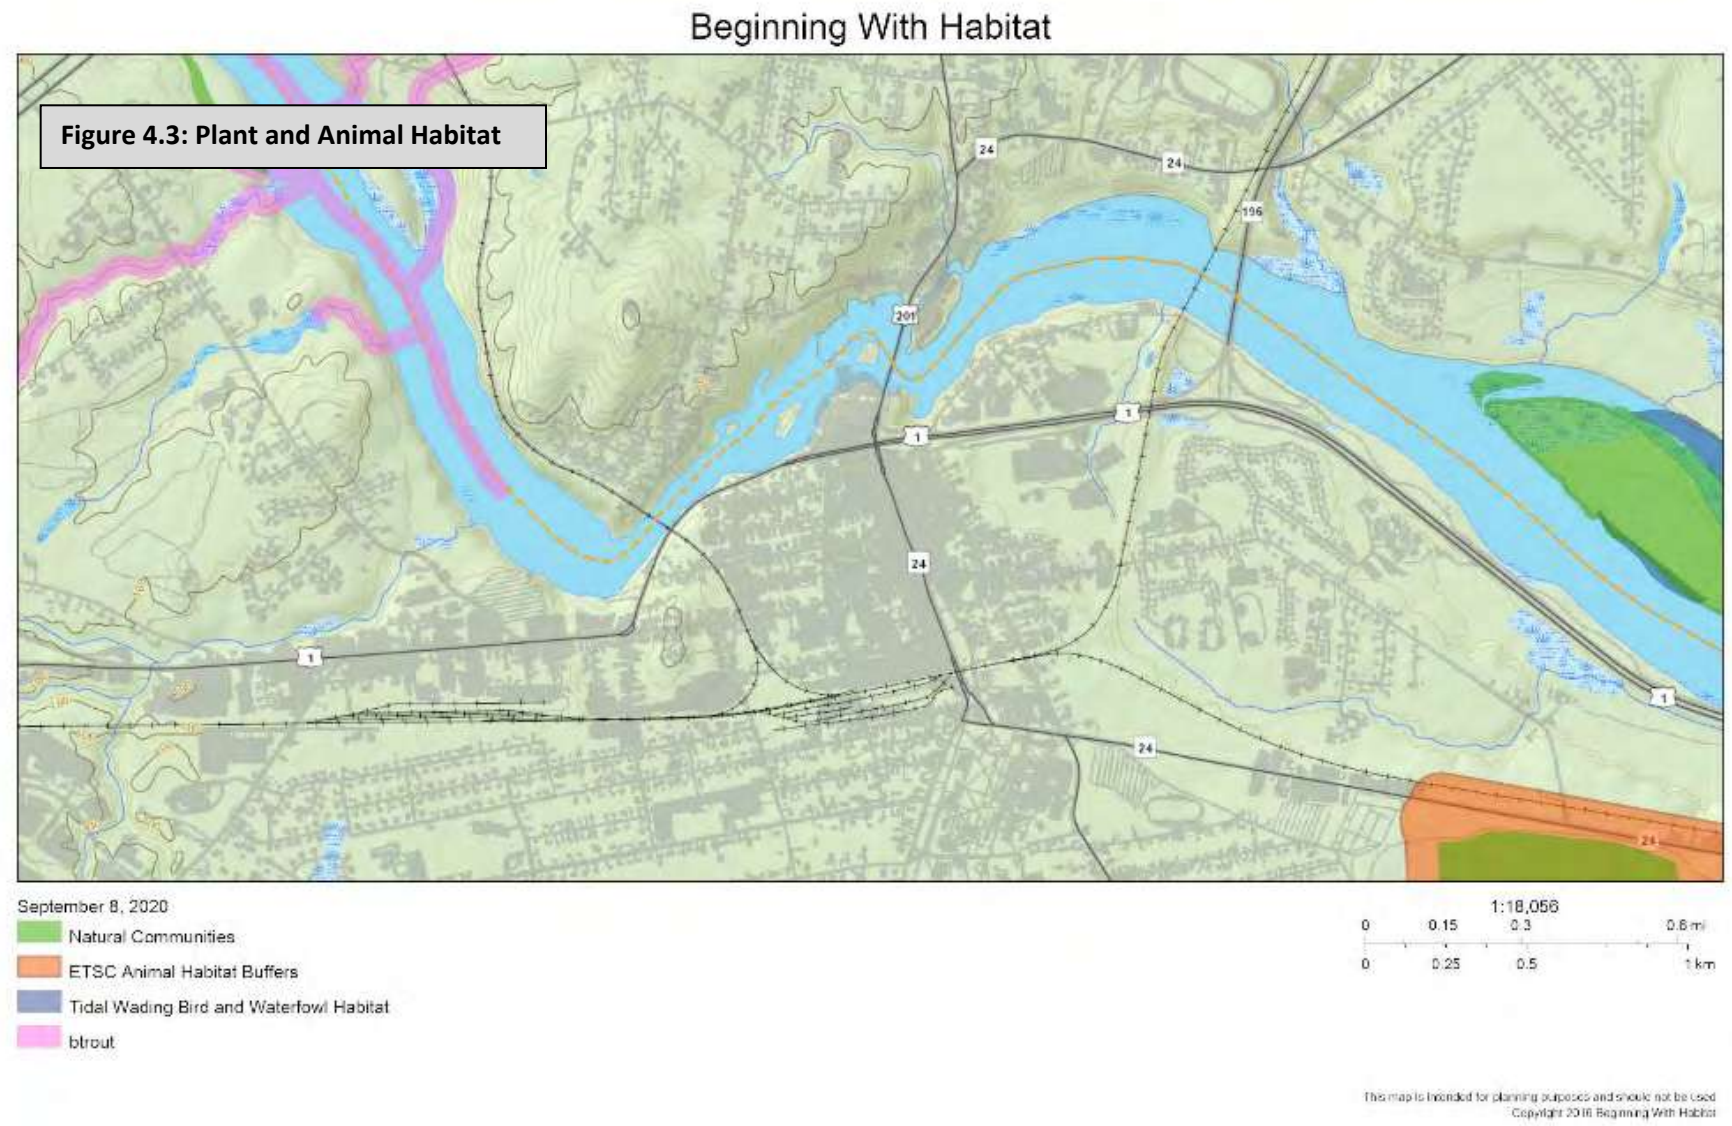 Beginning With Habitat
Figure 4.3: Plant and Animal Habitat
24
24
196
201
1
1
24
1
1
24
24
September 8, 2020
Natural Communities
ETSC Animal Habitat Buffers
Tidal Wading Bird and Waterfowl Habitat
btrout
1:18,056
0 0.15 0.3 0.6 mi
0 0.25 0.5 1 km
This map is intended for planning purposes and should not be used
Copyright 2016 Beginning With Habitat